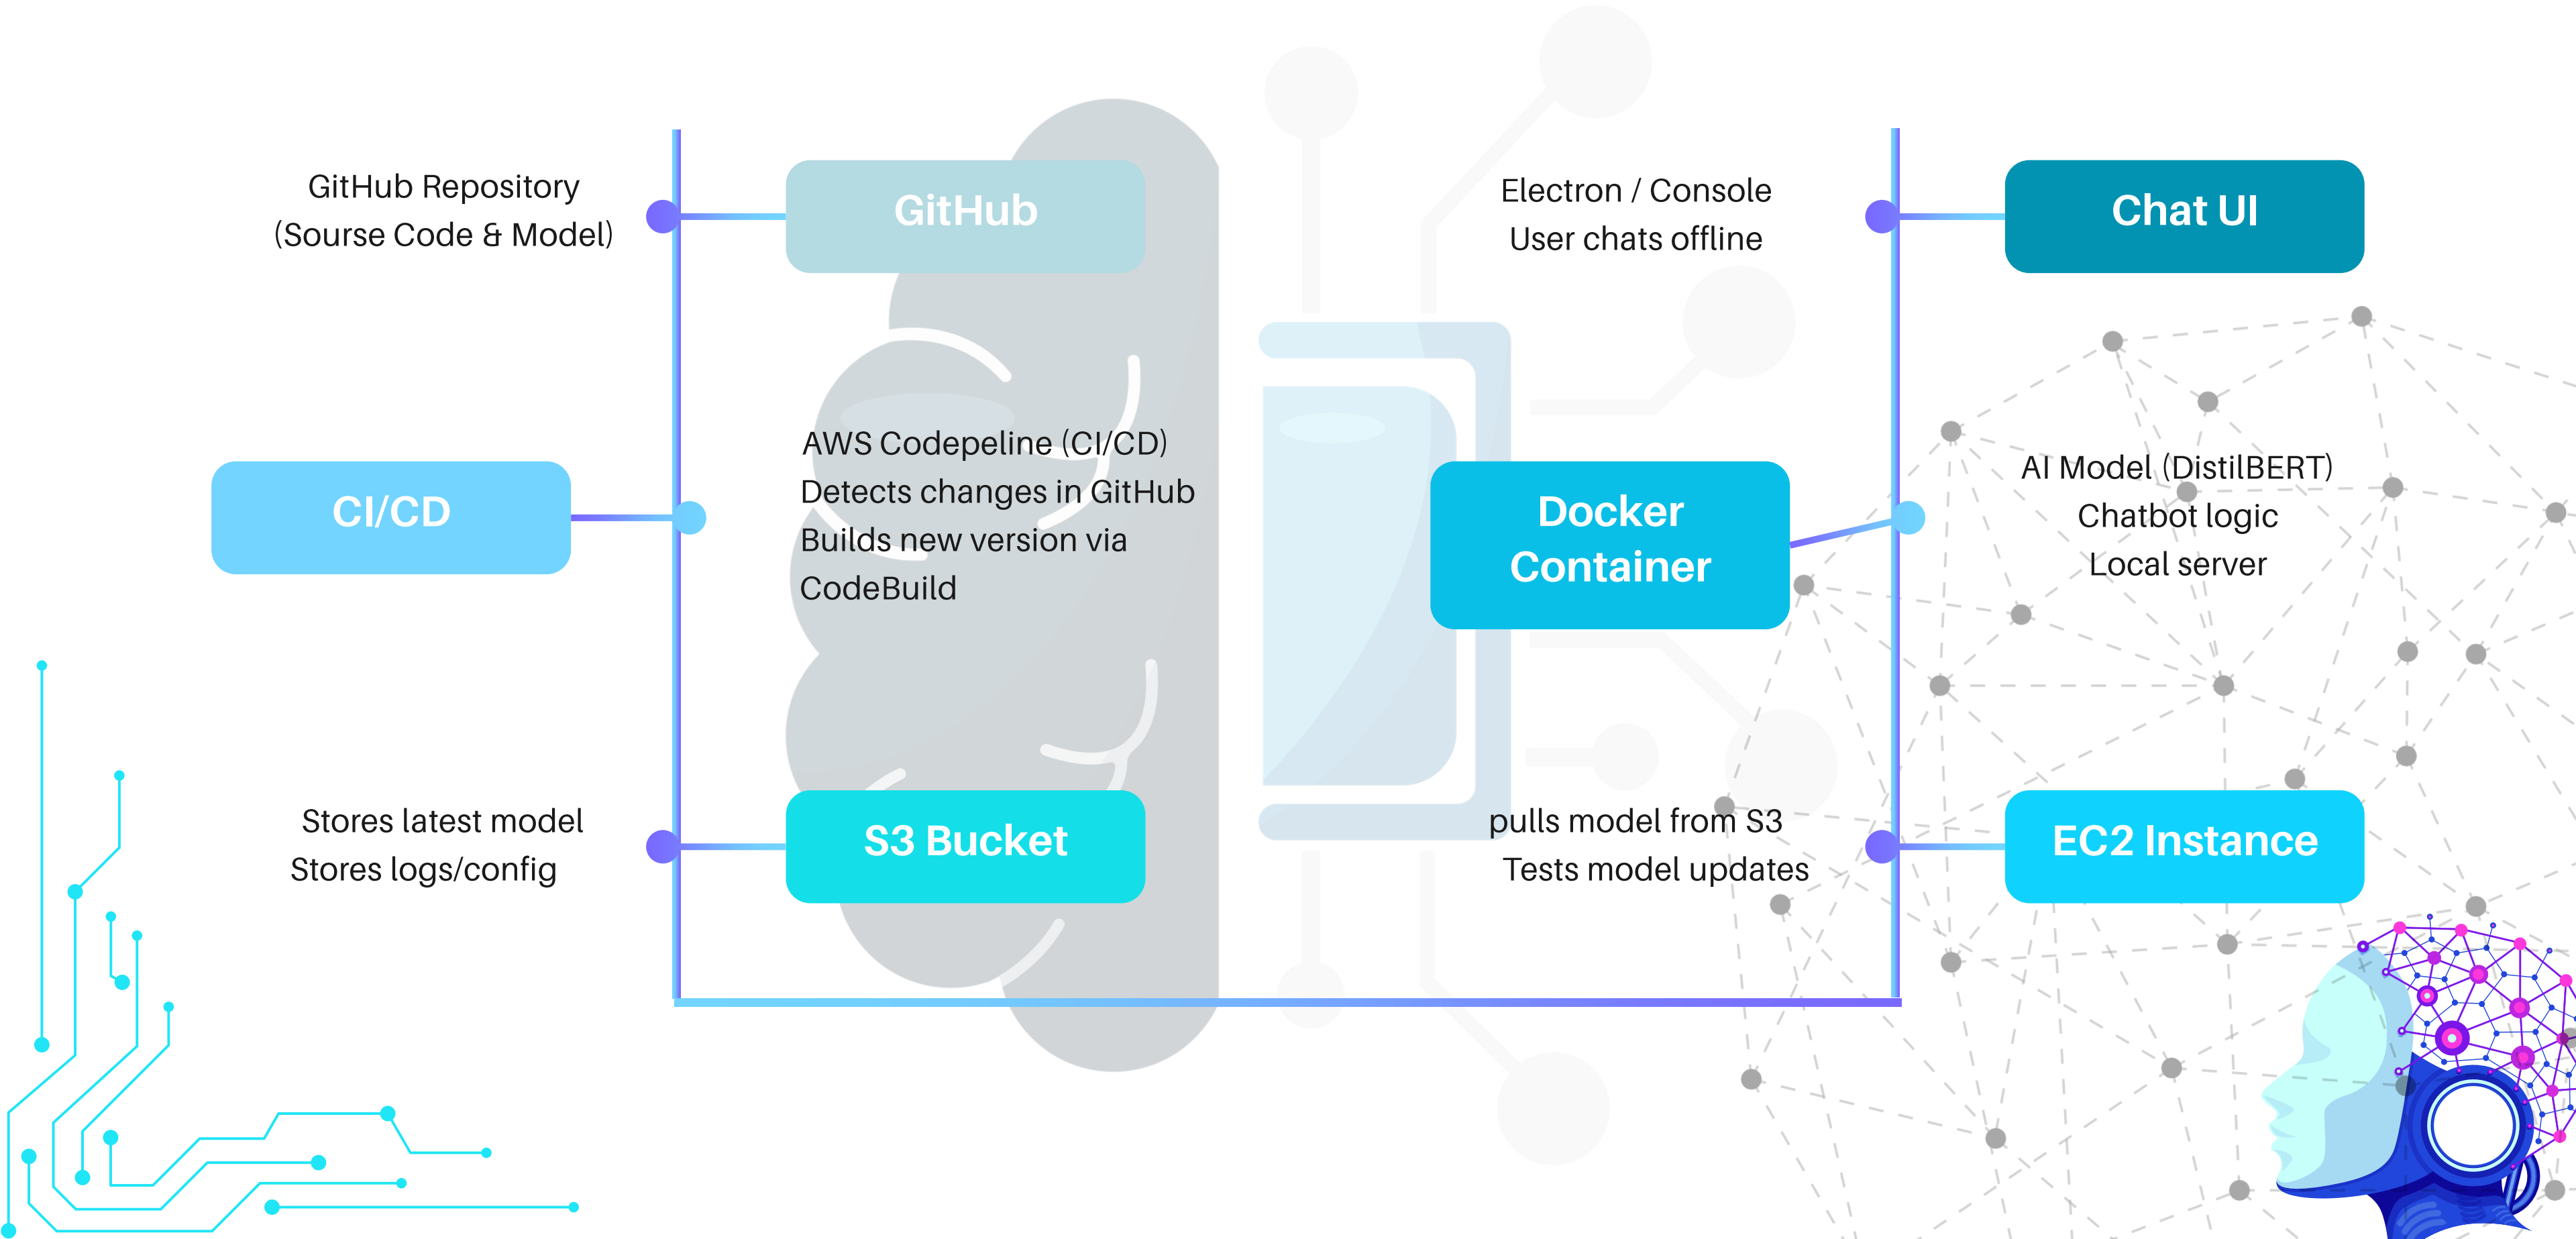 GitHub Repository
(Sourse Code & Model)
GitHub
CI/CD
AWS Codepeline (CI/CD)
Detects changes in GitHub
Builds new version via
CodeBuild
Stores latest model
Stores logs/config
S3 Bucket
Electron / Console
User chats offline
Chat UI
Docker
Container
AI Model (DistilBERT)
Chatbot logic
Local server
pulls model from S3
Tests model updates
EC2 Instance